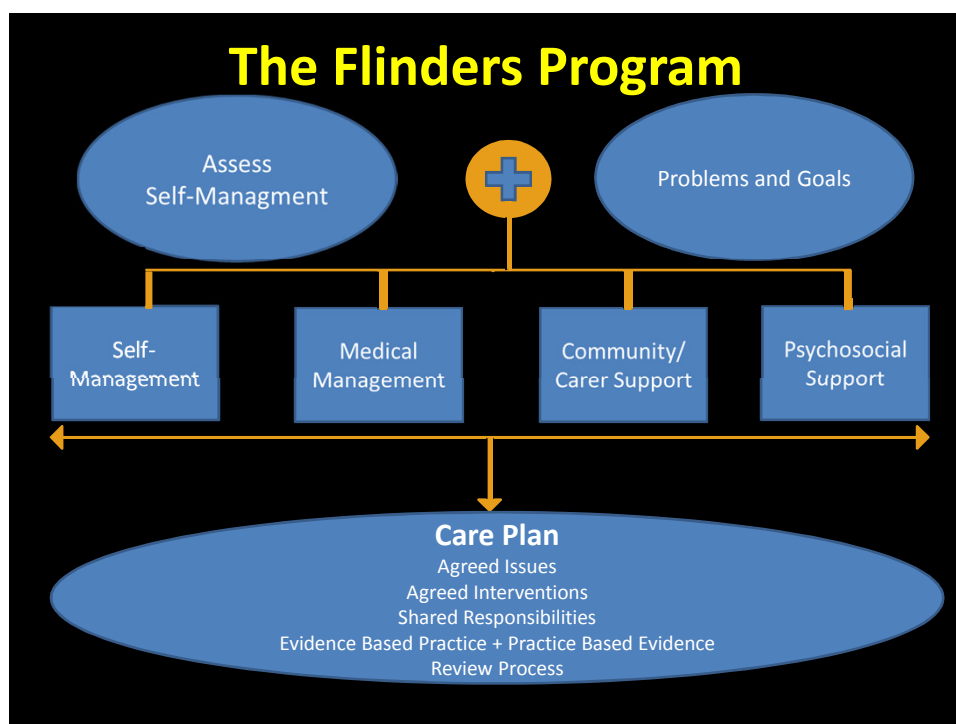 The Flinders Program
Assess
Self-Managment
Problems and Goals
Self-
Management
Medical
Management
Community/
Carer Support
Psychosocial
Support
Care Plan
Agreed Issues
Agreed Interventions
Shared Responsibilities
Evidence Based Practice + Practice Based Evidence
Review Process